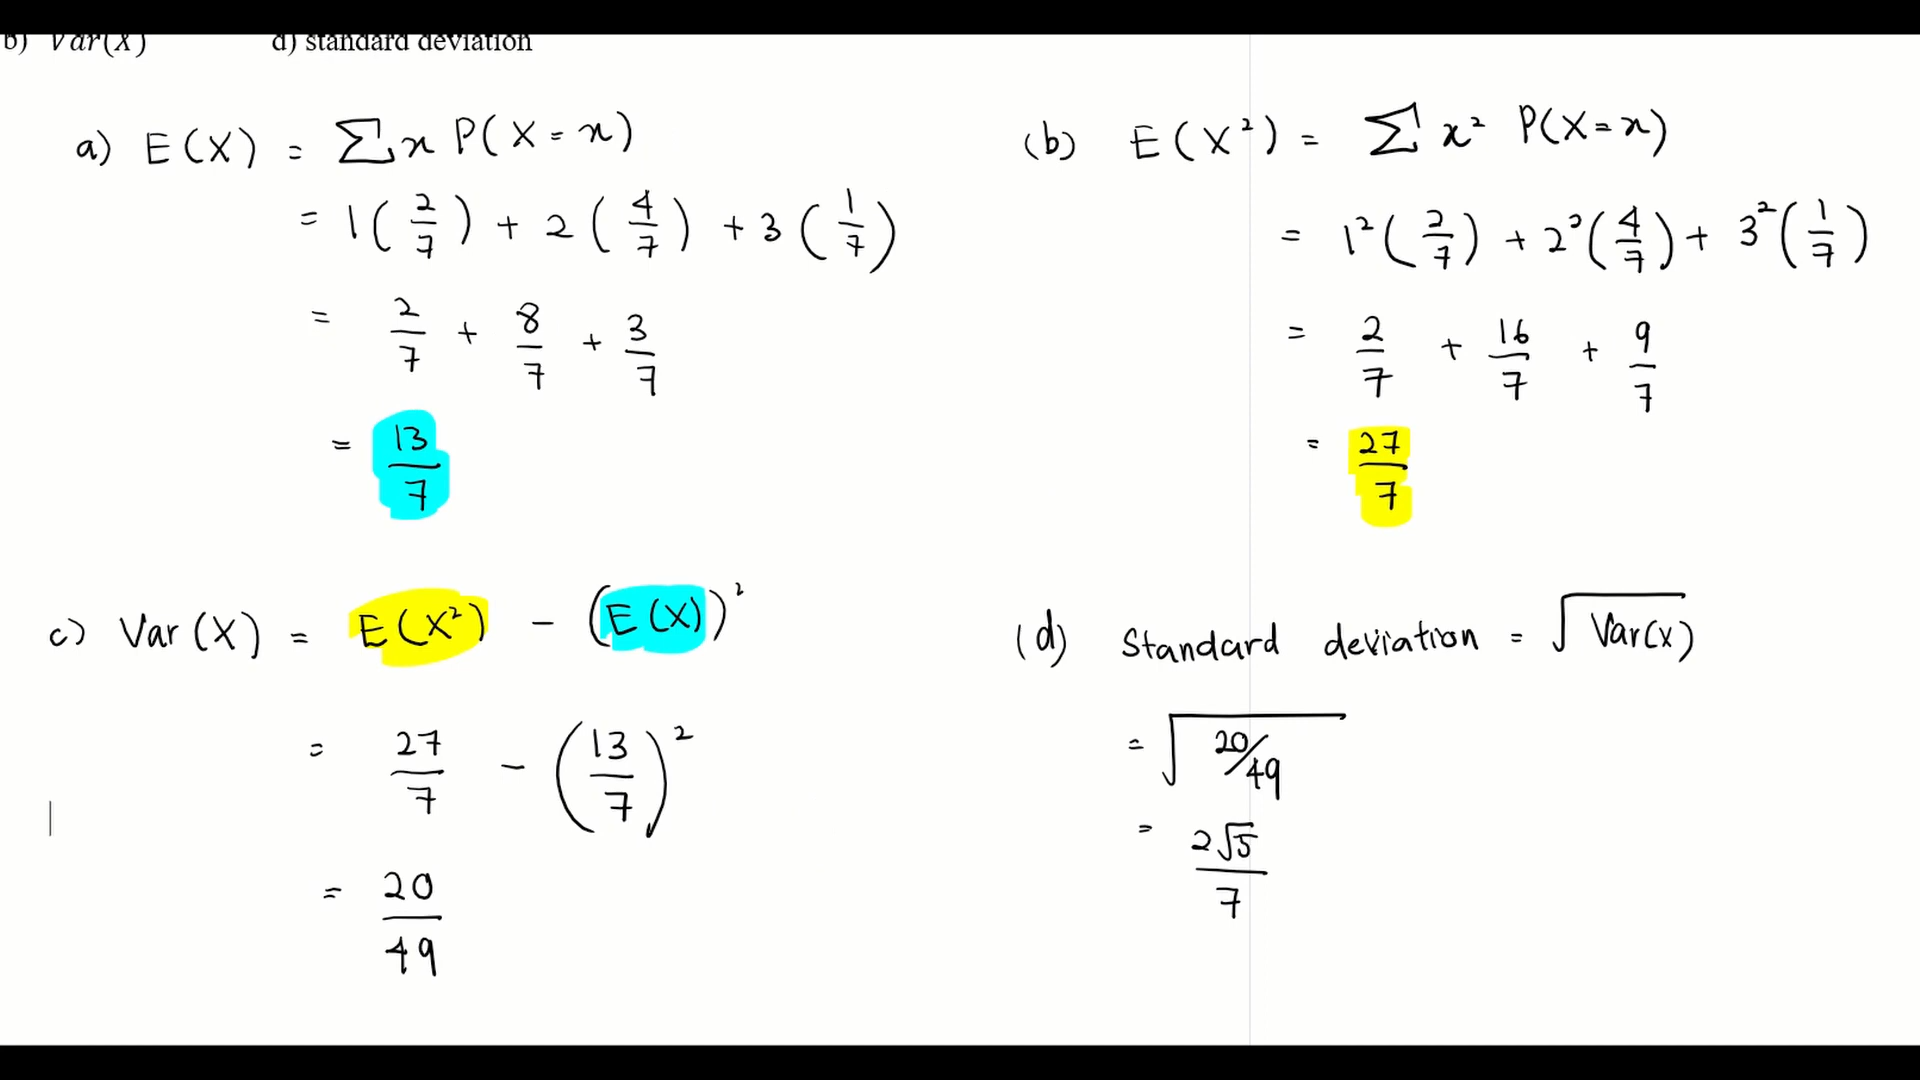 b) Var(X) d) standard deviation
a) E(X) = ∑x P(X=x)
= 1(2/7) + 2(4/7) + 3(1/7)
= 2/7 + 8/7 + 3/7
= 13/7
(b) E(X²) = ∑ x² P(X=x)
= 1²(2/7) + 2²(4/7) + 3²(1/7)
= 2/7 + 16/7 + 9/7
= 27/7
c) Var(X) = E(X²) - (E(X))²
= 27/7 - (13/7)²
= 20/49
(d) Standard deviation = √Var(x)
= √20/49
= 2√5/7